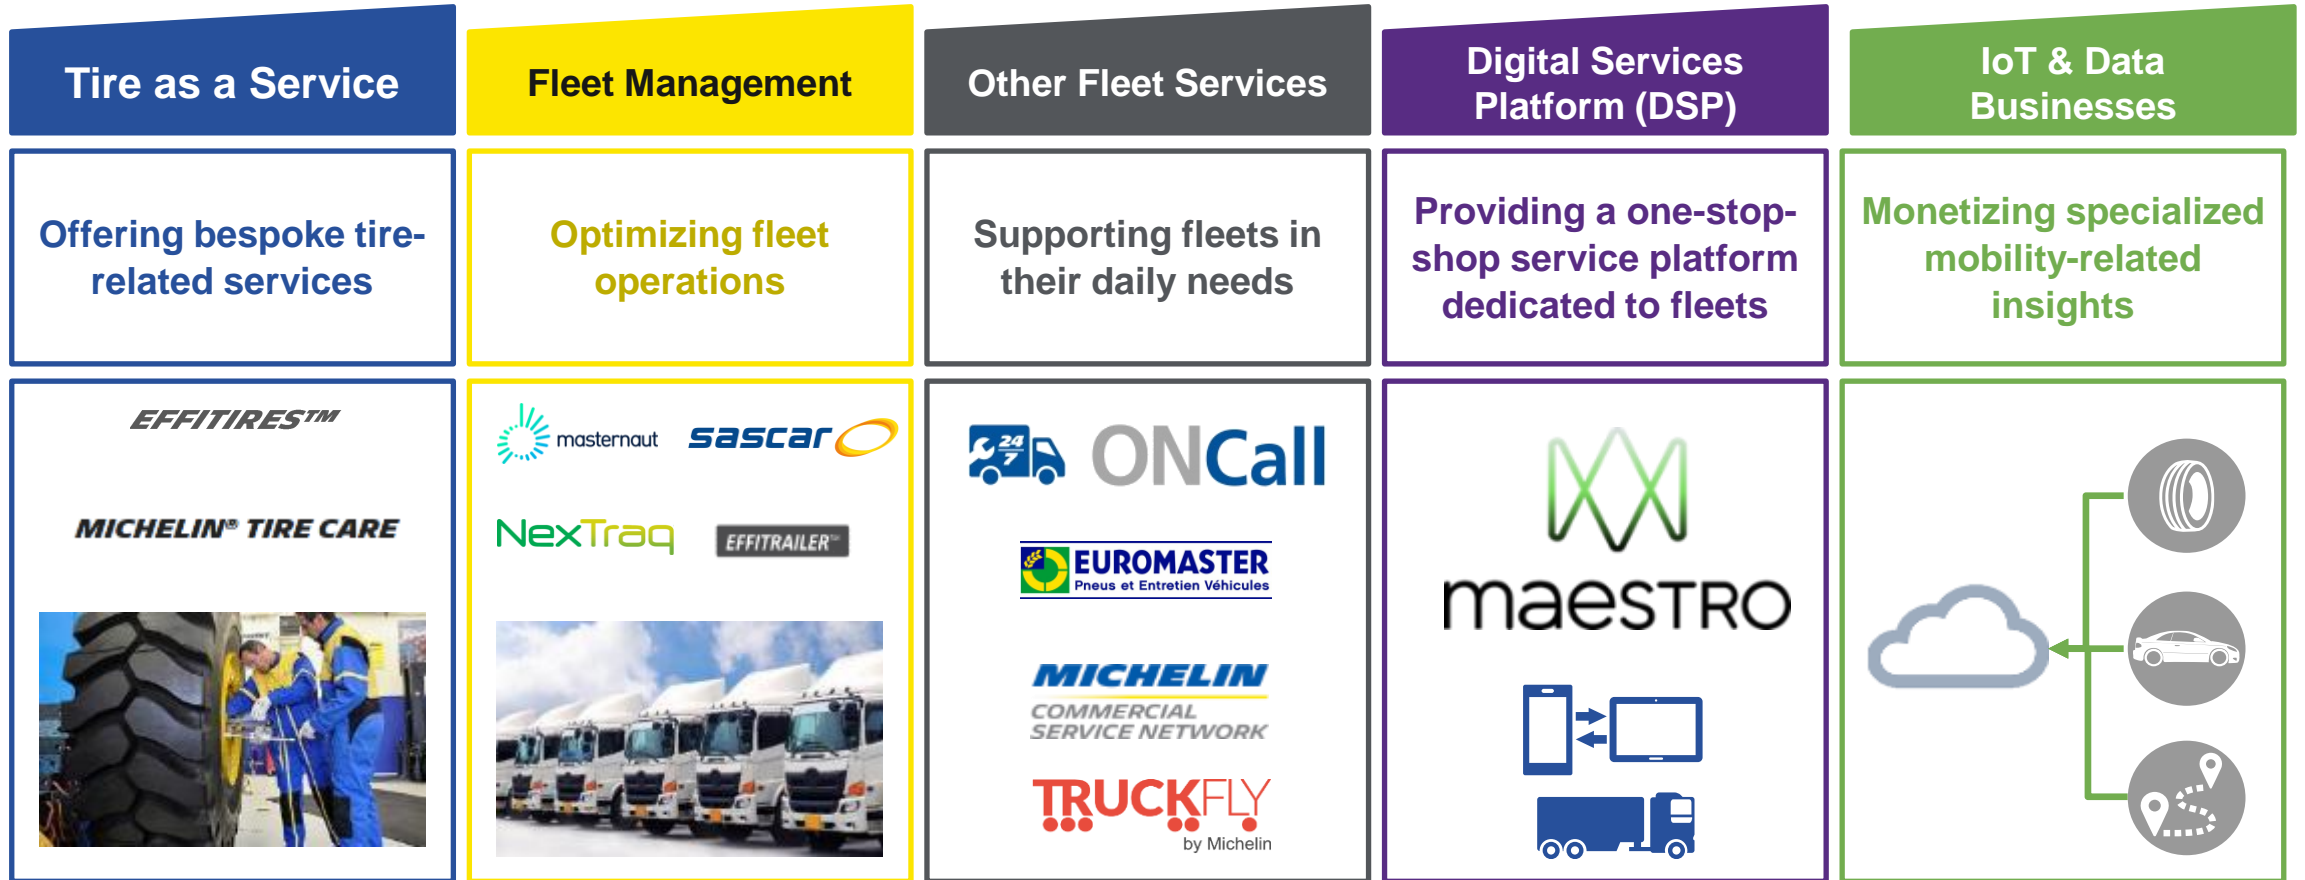 Tire as a Service
Offering bespoke tire-
related services
EFFITIRES™
MICHELIN® TIRE CARE
Fleet Management
Optimizing fleet
operations
masternaut
sascar
NexTraq
EFFITRAILER™
Other Fleet Services
Supporting fleets in
their daily needs
24
7
ONCall
EUROMASTER
Pneus et Entretien Véhicules
MICHELIN
COMMERCIAL
SERVICE NETWORK
TRUCKFLY
by Michelin
Digital Services
Platform (DSP)
Providing a one-stop-
shop service platform
dedicated to fleets
maestro
IoT & Data
Businesses
Monetizing specialized
mobility-related
insights